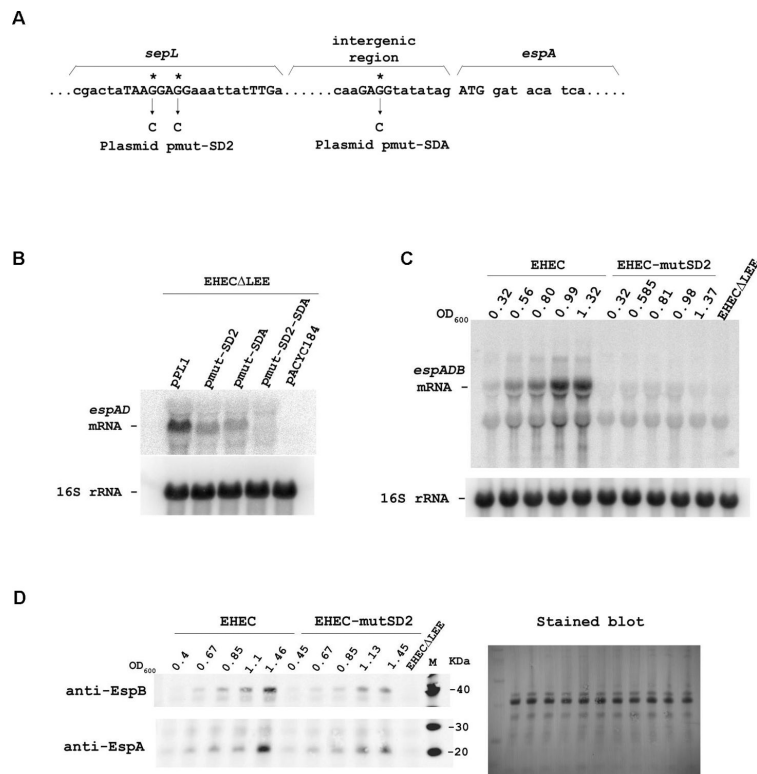 A
sepL
intergenic
region
espA
* * *
...cgactataTAAGGAGGaaattatTTGa......caaGAGGtatatag ATG gat aca tca.....
C C C
Plasmid pmut-SD2 Plasmid pmut-SDA
B
EHECΔLEE
pPL1 pmut-SD2 pmut-SDA pmut-SD2-SDA pACYC184
espAD
mRNA -
16S rRNA -
C
EHEC EHEC-mutSD2
OD600 0.32 0.56 0.80 0.99 1.32 0.32 0.585 0.81 0.98 1.37 EHECΔLEE
espADB
mRNA -
16S rRNA -
D
EHEC EHEC-mutSD2 Stained blot
OD600 0.4 0.67 0.85 1.1 1.46 0.45 0.67 0.85 1.13 1.45 EHECΔLEE M KDa
anti-EspB -40
-30
anti-EspA -20